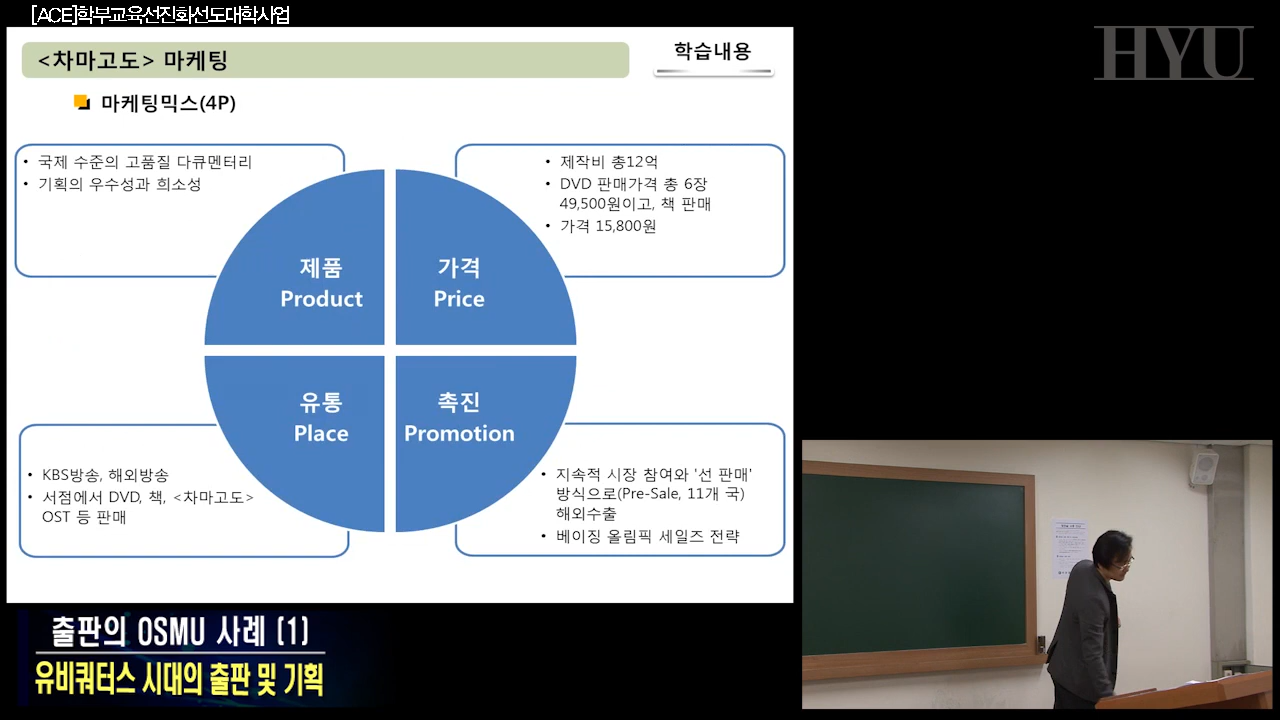 [ACE]학부교육선진화선도대학사업
<차마고도> 마케팅
학습내용
HYU
마케팅믹스(4P)
• 국제 수준의 고품질 다큐멘터리
• 기획의 우수성과 희소성
• 제작비 총12억
• DVD 판매가격 총 6장
49,500원이고, 책 판매
• 가격 15,800원
제품
Product
가격
Price
유통
Place
촉진
Promotion
• KBS방송, 해외방송
• 서점에서 DVD, 책, <차마고도>
OST 등 판매
• 지속적 시장 참여와 '선 판매'
방식으로(Pre-Sale, 11개 국)
해외수출
• 베이징 올림픽 세일즈 전략
출판의 OSMU 사례 (1)
유비쿼터스 시대의 출판 및 기획